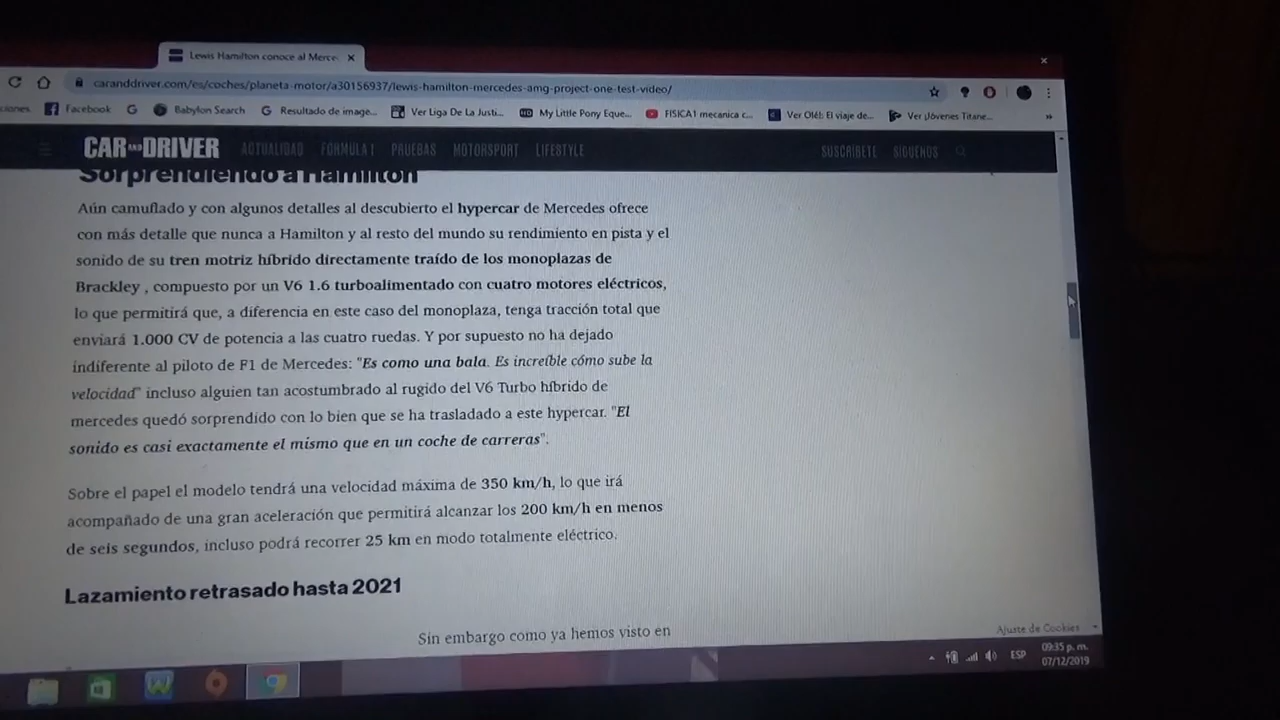 Lewis Hamilton conoce al Merce
caranddriver.com/es/coches/planeta-motor/a30156937/lewis-hamilton-mercedes-amg-project-one-test-video/
ciones. Facebook Babylon Search Resultado de image... Ver Liga De La Justi... My Little Pony Eque... FISICA1 mecanica c... Ver Olé!: El viaje de... Ver ¡Jóvenes Titane... »
CAR AND DRIVER ACTUALIDAD FÓRMULA 1 PRUEBAS MOTORSPORT LIFESTYLE SUSCRÍBETE SÍGUENOS
Sorprendiendo a Hamilton
Aún camuflado y con algunos detalles al descubierto el hypercar de Mercedes ofrece
con más detalle que nunca a Hamilton y al resto del mundo su rendimiento en pista y el
sonido de su tren motriz híbrido directamente traído de los monoplazas de
Brackley , compuesto por un V6 1.6 turboalimentado con cuatro motores eléctricos,
lo que permitirá que, a diferencia en este caso del monoplaza, tenga tracción total que
enviará 1.000 CV de potencia a las cuatro ruedas. Y por supuesto no ha dejado
indiferente al piloto de F1 de Mercedes: "Es como una bala. Es increíble cómo sube la
velocidad" incluso alguien tan acostumbrado al rugido del V6 Turbo híbrido de
mercedes quedó sorprendido con lo bien que se ha trasladado a este hypercar. "El
sonido es casi exactamente el mismo que en un coche de carreras".
Sobre el papel el modelo tendrá una velocidad máxima de 350 km/h, lo que irá
acompañado de una gran aceleración que permitirá alcanzar los 200 km/h en menos
de seis segundos, incluso podrá recorrer 25 km en modo totalmente eléctrico.
Lazamiento retrasado hasta 2021
Sin embargo como ya hemos visto en
Ajuste de Cookies
ESP
09:35 p. m.
07/12/2019